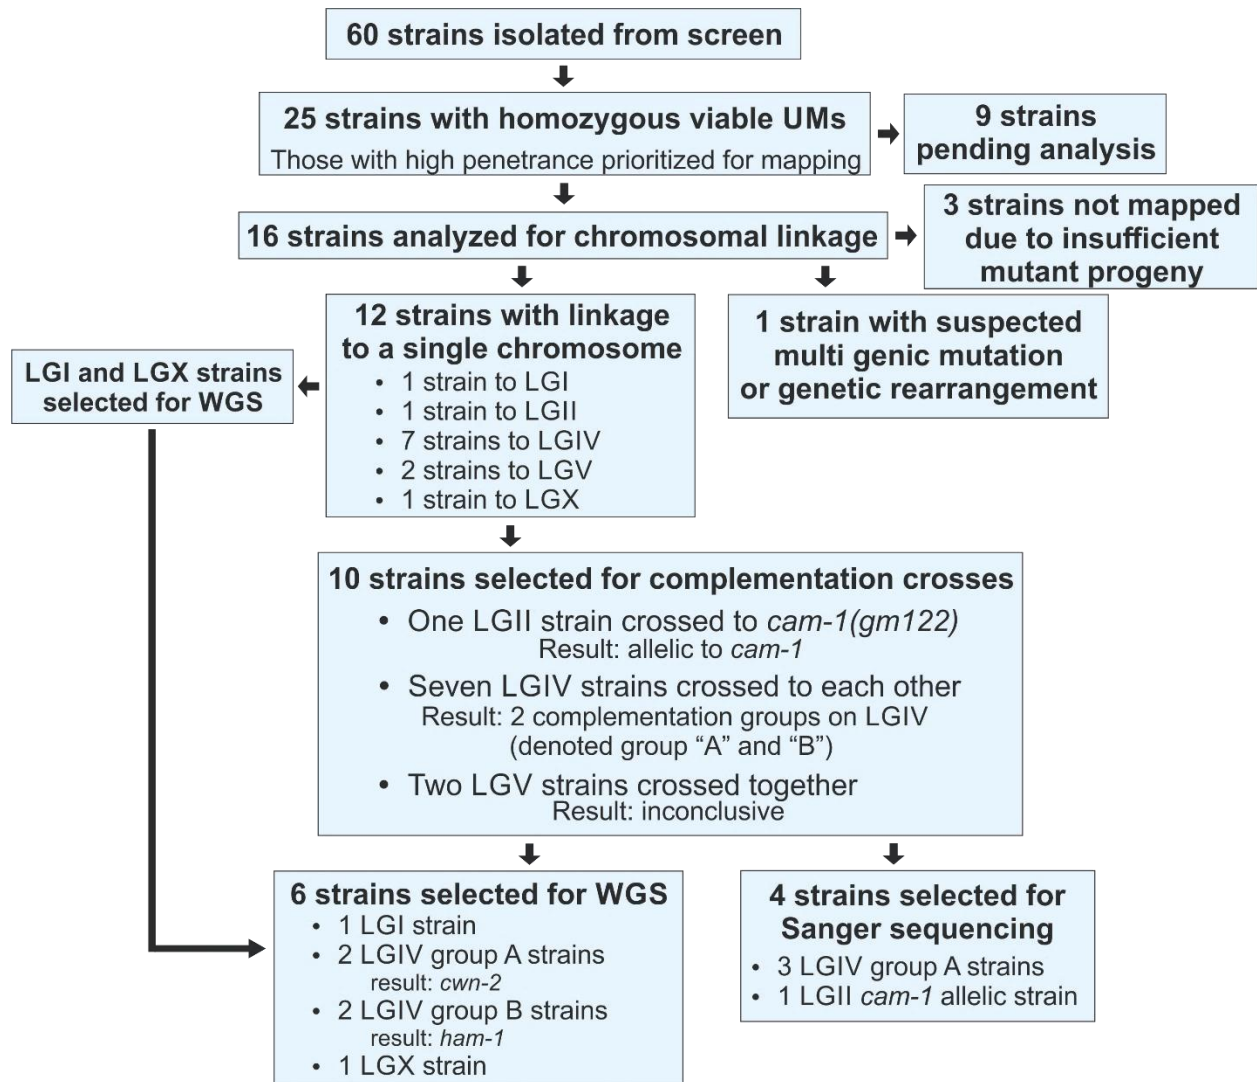 60 strains isolated from screen
25 strains with homozygous viable UMs
Those with high penetrance prioritized for mapping
9 strains
pending analysis
16 strains analyzed for chromosomal linkage
3 strains not mapped
due to insufficient
mutant progeny
12 strains with linkage
to a single chromosome
• 1 strain to LGI
• 1 strain to LGII
• 7 strains to LGIV
• 2 strains to LGV
• 1 strain to LGX
1 strain with suspected
multi genic mutation
or genetic rearrangement
LGI and LGX strains
selected for WGS
10 strains selected for complementation crosses
• One LGII strain crossed to cam-1(gm122)
Result: allelic to cam-1
• Seven LGIV strains crossed to each other
Result: 2 complementation groups on LGIV
(denoted group “A” and “B”)
• Two LGV strains crossed together
Result: inconclusive
6 strains selected for WGS
• 1 LGI strain
• 2 LGIV group A strains
result: cwn-2
• 2 LGIV group B strains
result: ham-1
• 1 LGX strain
4 strains selected for
Sanger sequencing
• 3 LGIV group A strains
• 1 LGII cam-1 allelic strain